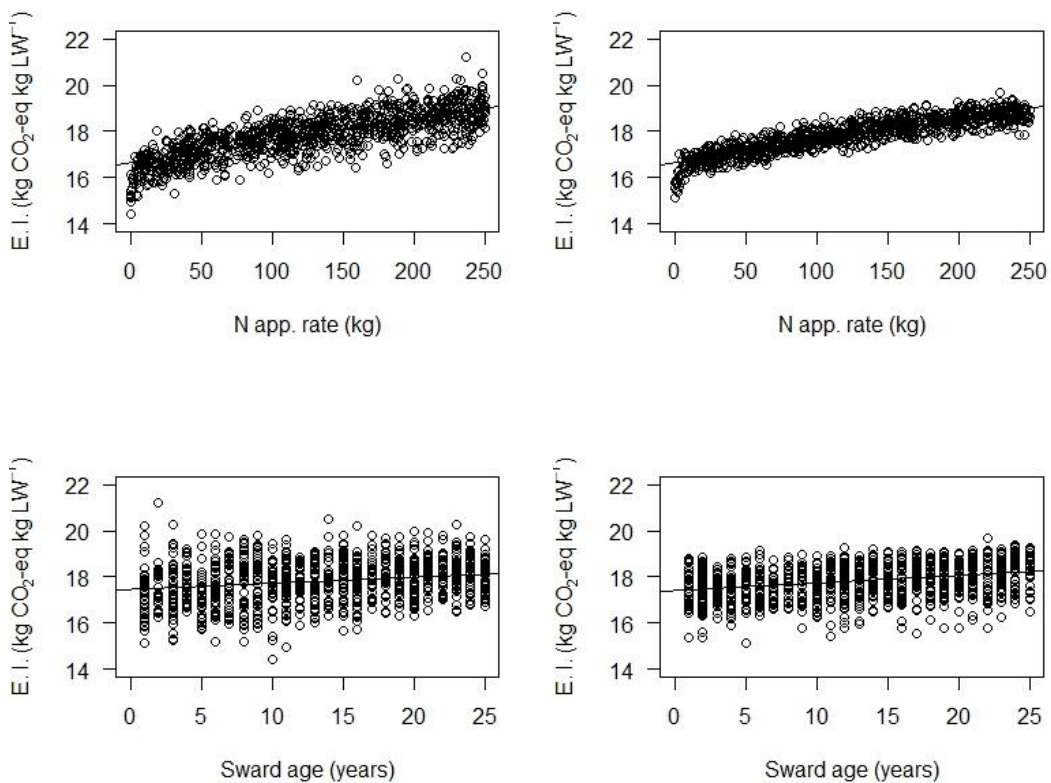 E. I. (kg CO₂-eq kg LW⁻¹)
22
20
18
16
14
0 50 100 150 200 250
N app. rate (kg)
E. I. (kg CO₂-eq kg LW⁻¹)
22
20
18
16
14
0 50 100 150 200 250
N app. rate (kg)
E. I. (kg CO₂-eq kg LW⁻¹)
22
20
18
16
14
0 5 10 15 20 25
Sward age (years)
E. I. (kg CO₂-eq kg LW⁻¹)
22
20
18
16
14
0 5 10 15 20 25
Sward age (years)